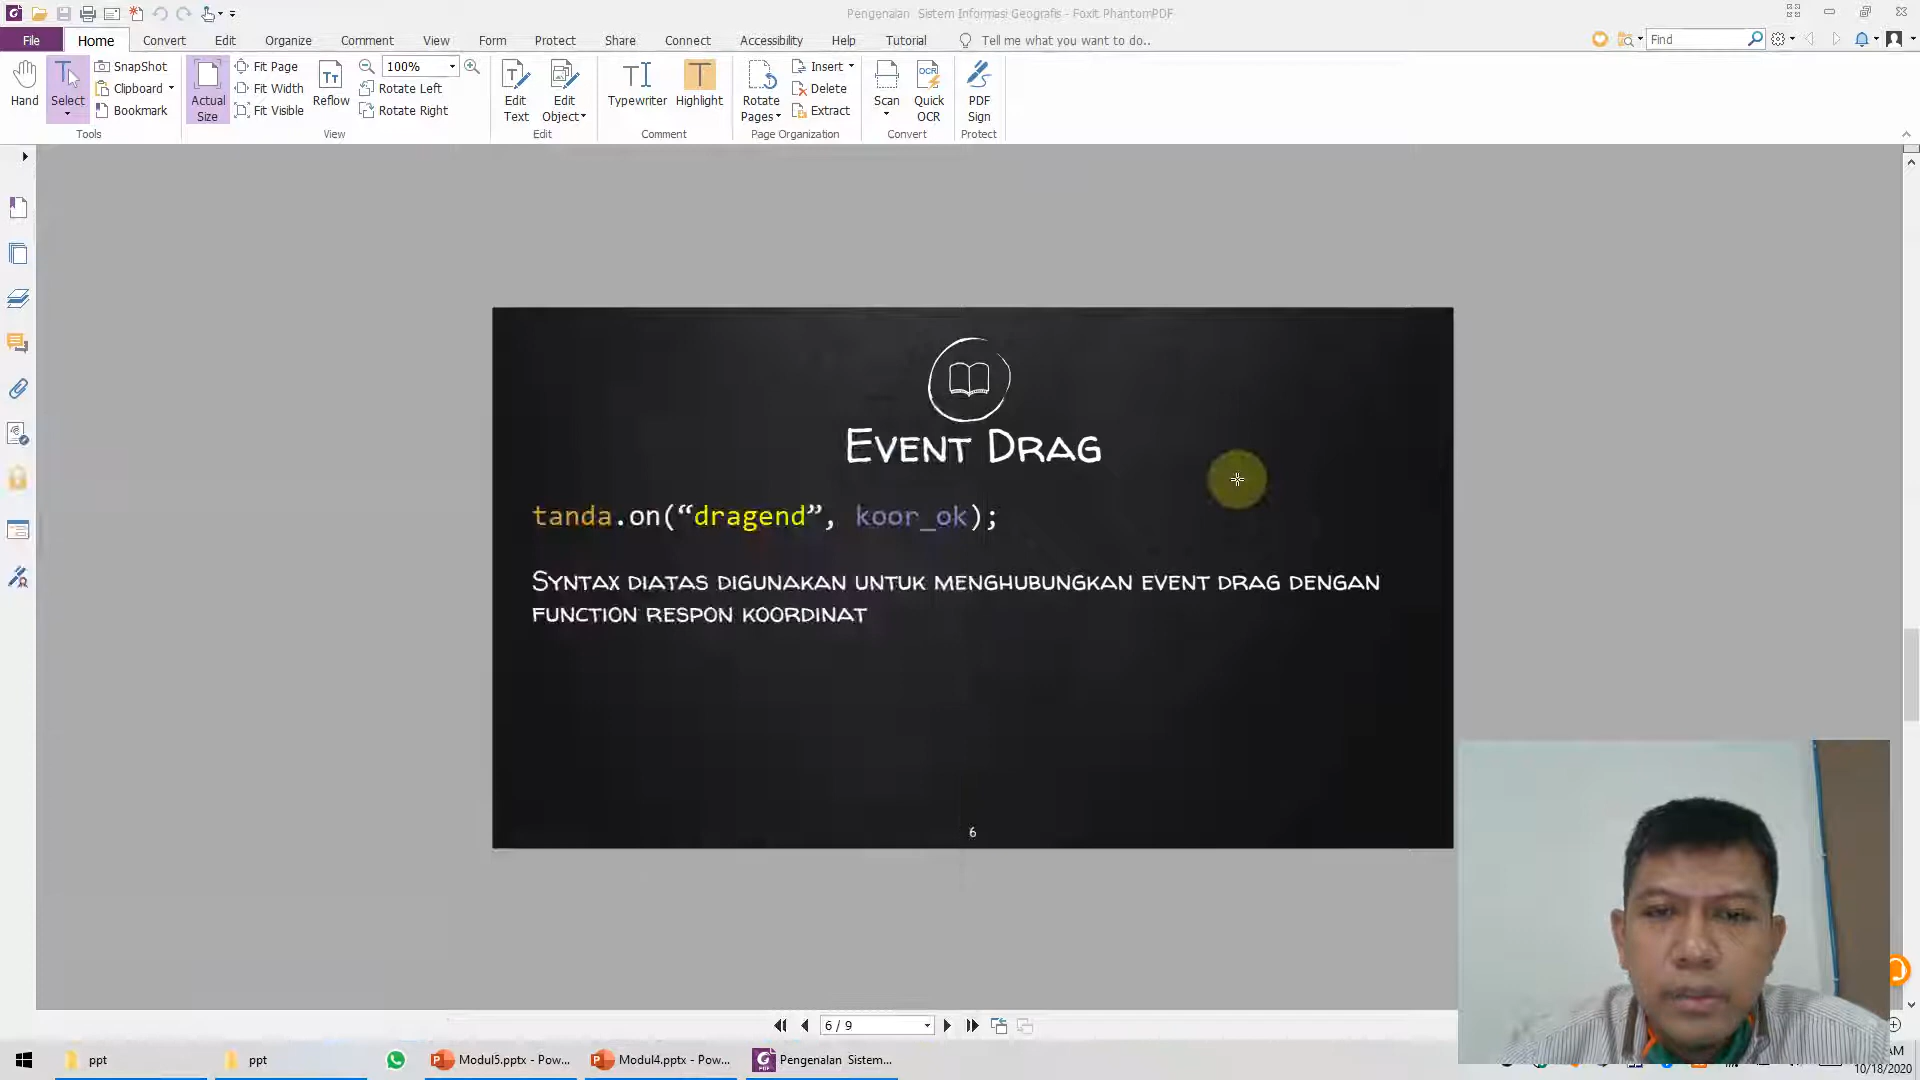 Pengenalan Sistem Informasi Geografis - Foxit PhantomPDF
File Home Convert Edit Organize Comment View Form Protect Share Connect Accessibility Help Tutorial Tell me what you want to do.. Find
Hand
Select
SnapShot
Clipboard
Bookmark
Tools
Actual Size
Fit Page
Fit Width
Fit Visible
Reflow
100%
Rotate Left
Rotate Right
View
Edit Text
Edit Object
Edit
Typewriter
Highlight
Comment
Rotate Pages
Insert
Delete
Extract
Page Organization
Scan
Quick OCR
Convert
PDF Sign
Protect
EVENT DRAG
tanda.on(“dragend”, koor_ok);
SYNTAX DIATAS DIGUNAKAN UNTUK MENGHUBUNGKAN EVENT DRAG DENGAN
FUNCTION RESPON KOORDINAT
6
6 / 9
ppt
ppt
Modul5.pptx - Pow...
Modul4.pptx - Pow...
Pengenalan Sistem...
AM
10/18/2020